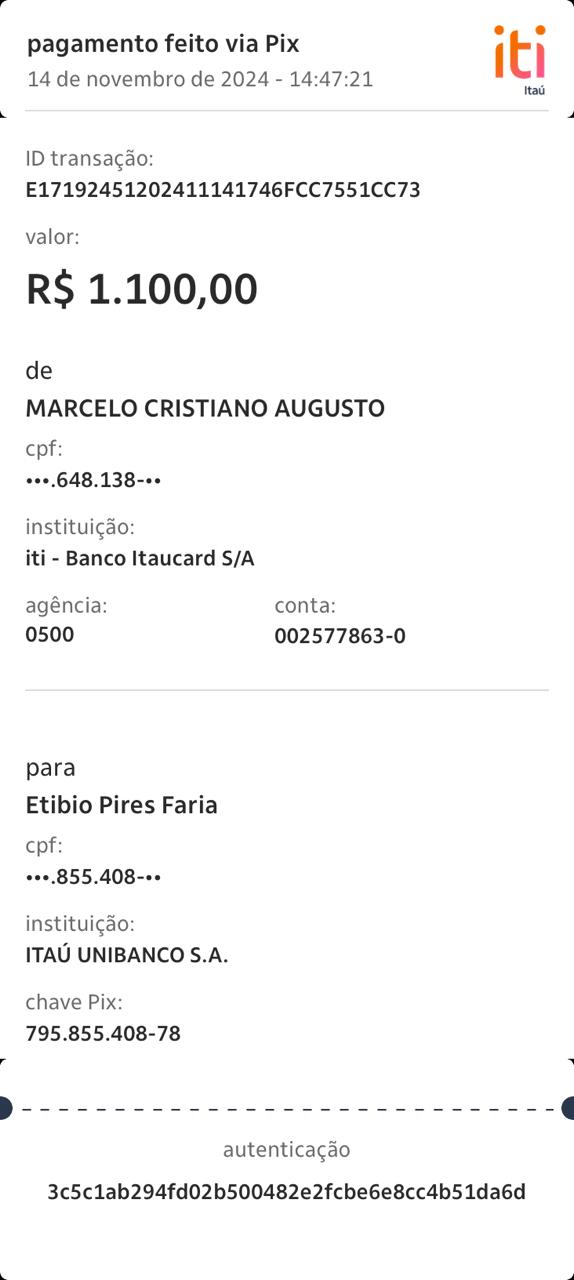 pagamento feito via Pix
14 de novembro de 2024 - 14:47:21
iti
Itaú
ID transação:
E17192451202411141746FCC7551CC73
valor:
R$ 1.100,00
de
MARCELO CRISTIANO AUGUSTO
cpf:
•••.648.138-••
instituição:
iti - Banco Itaucard S/A
agência: conta:
0500 002577863-0
para
Etibio Pires Faria
cpf:
•••.855.408-••
instituição:
ITAÚ UNIBANCO S.A.
chave Pix:
795.855.408-78
autenticação
3c5c1ab294fd02b500482e2fcbe6e8cc4b51da6d